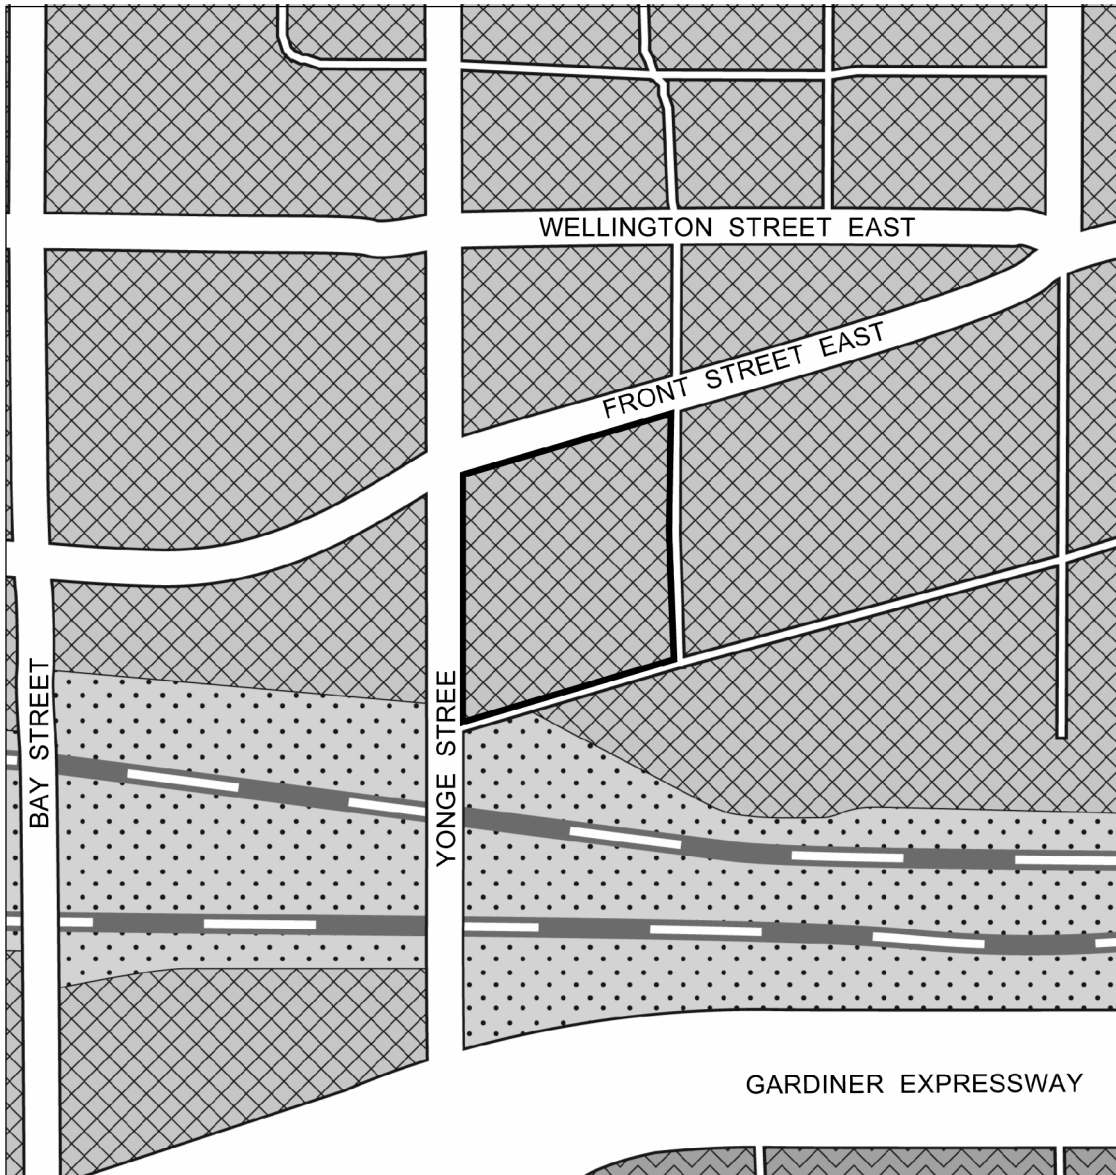 WELLINGTON STREET EAST
FRONT STREET EAST
BAY STREET
YONGE STREE
GARDINER EXPRESSWAY